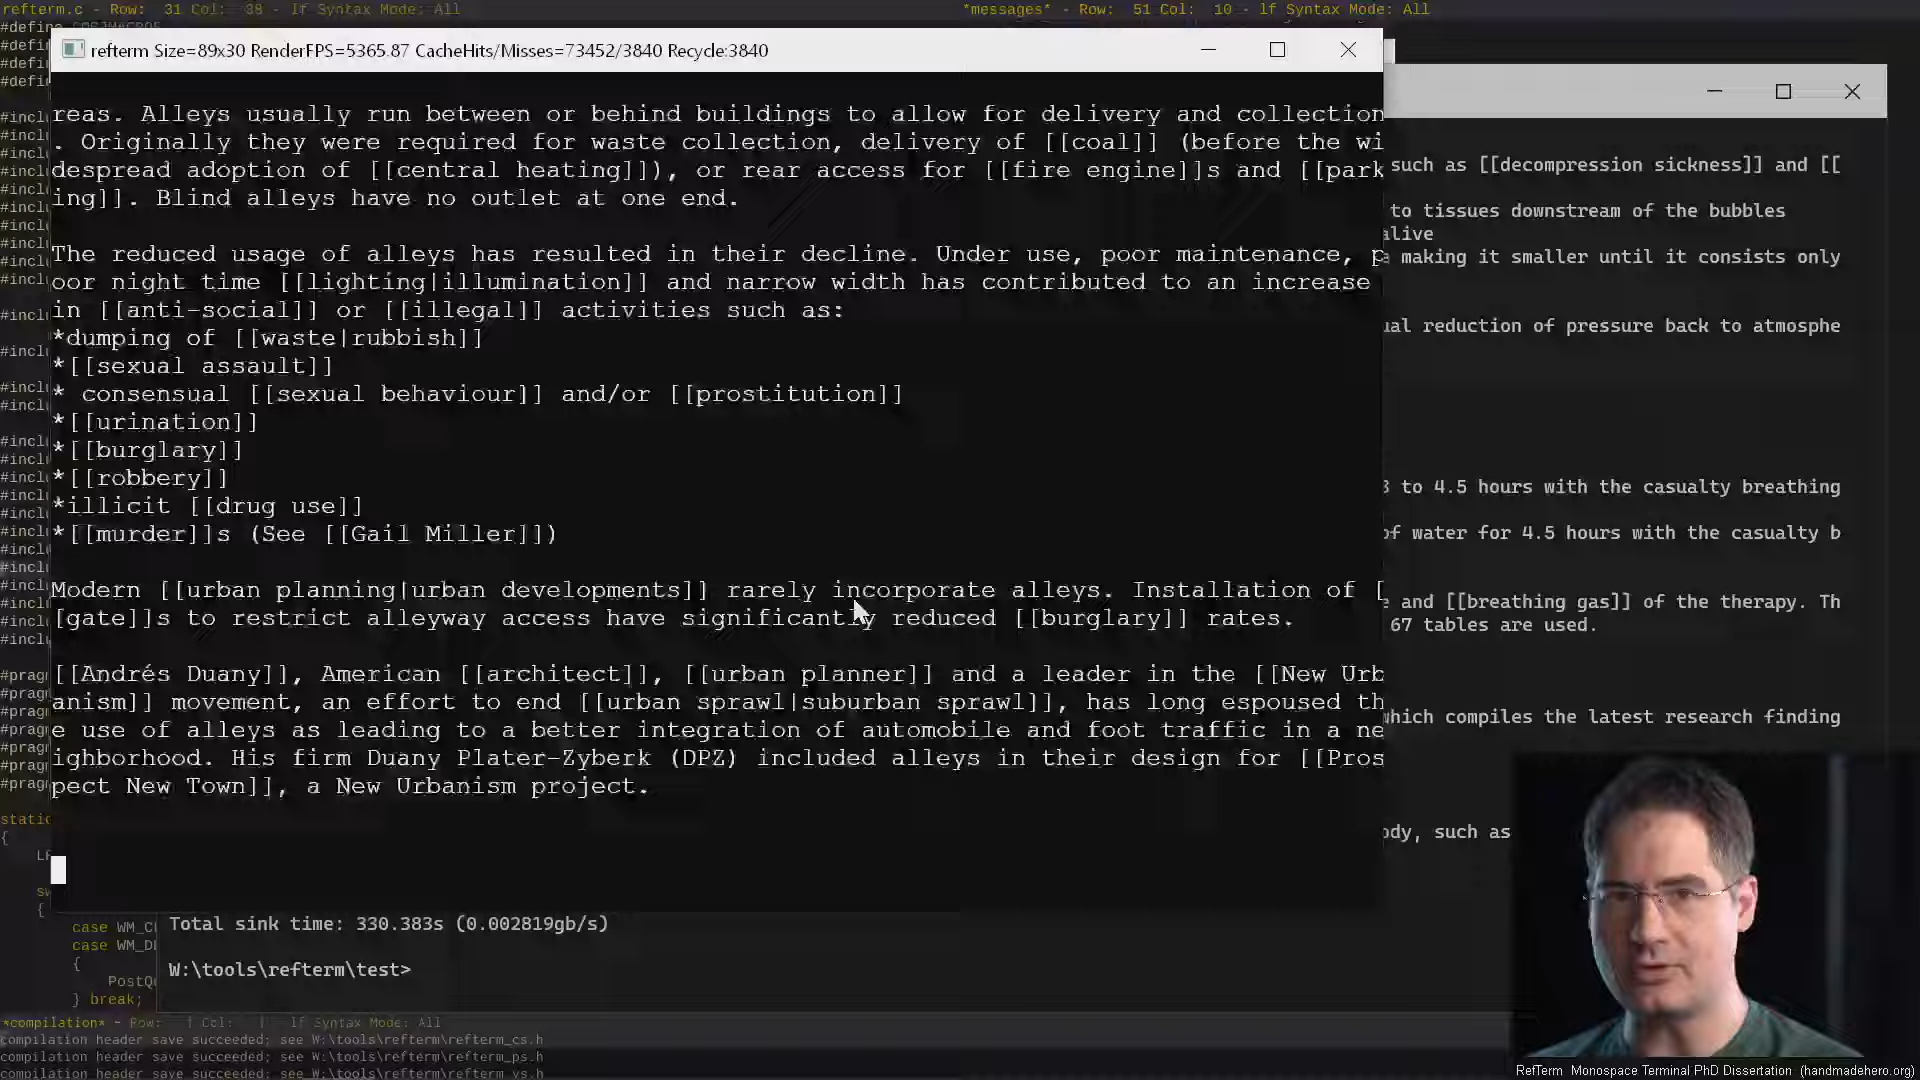 refterm.c - Row: 31 Col: 38 - lf Syntax Mode: All
*messages* - Row: 51 Col: 10 - lf Syntax Mode: All
refterm Size=89x30 RenderFPS=5365.87 CacheHits/Misses=73452/3840 Recycle:3840
reas. Alleys usually run between or behind buildings to allow for delivery and collection
. Originally they were required for waste collection, delivery of [[coal]] (before the wi
despread adoption of [[central heating]]), or rear access for [[fire engine]]s and [[park
ing]]. Blind alleys have no outlet at one end.
The reduced usage of alleys has resulted in their decline. Under use, poor maintenance, p
oor night time [[lighting|illumination]] and narrow width has contributed to an increase
in [[anti-social]] or [[illegal]] activities such as:
*dumping of [[waste|rubbish]]
*[[sexual assault]]
* consensual [[sexual behaviour]] and/or [[prostitution]]
*[[urination]]
*[[burglary]]
*[[robbery]]
*illicit [[drug use]]
*[[murder]]s (See [[Gail Miller]])
Modern [[urban planning|urban developments]] rarely incorporate alleys. Installation of [
[gate]]s to restrict alleyway access have significantly reduced [[burglary]] rates.
[[Andrés Duany]], American [[architect]], [[urban planner]] and a leader in the [[New Urb
anism]] movement, an effort to end [[urban sprawl|suburban sprawl]], has long espoused th
e use of alleys as leading to a better integration of automobile and foot traffic in a ne
ighborhood. His firm Duany Plater-Zyberk (DPZ) included alleys in their design for [[Pros
pect New Town]], a New Urbanism project.
such as [[decompression sickness]] and [[
to tissues downstream of the bubbles
alive
making it smaller until it consists only
ual reduction of pressure back to atmosphe
3 to 4.5 hours with the casualty breathing
of water for 4.5 hours with the casualty b
e and [[breathing gas]] of the therapy. Th
67 tables are used.
which compiles the latest research finding
ody, such as
Total sink time: 330.383s (0.002819gb/s)
W:\tools\refterm\test>
static
{
{
case WM_C
case WM_D
{
PostQ
} break;
*compilation* - Row: Col: - lf Syntax Mode: All
compilation header save succeeded; see W:\tools\refterm\refterm_cs.h
compilation header save succeeded; see W:\tools\refterm\refterm_ps.h
compilation header save succeeded; see W:\tools\refterm\refterm_vs.h
RefTerm Monospace Terminal PhD Dissertation (handmadehero.org)